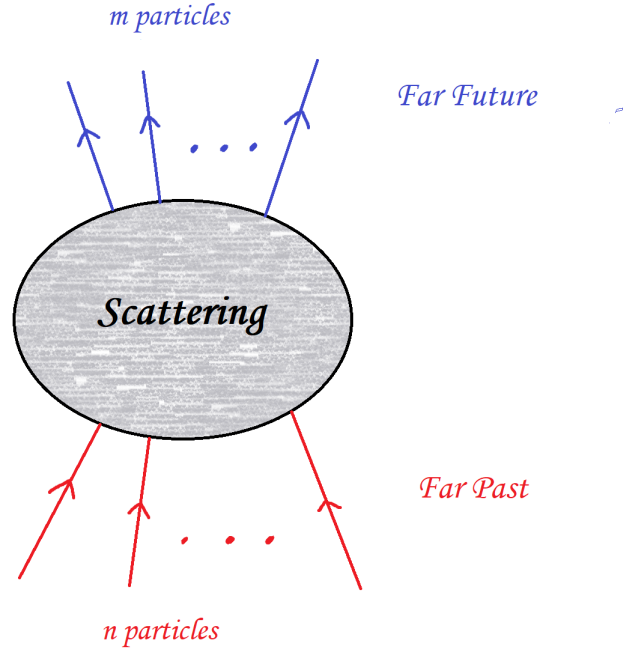 m particles
Far Future
Scattering
Far Past
n particles